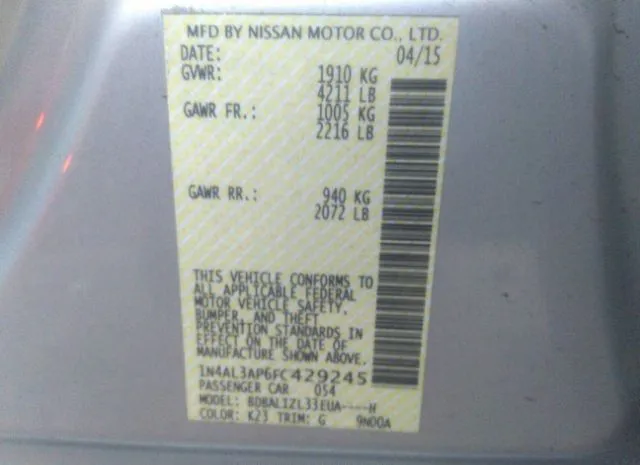 MFD BY NISSAN MOTOR CO., LTD.
DATE: 04/15
GVWR: 1910 KG
4211 LB
GAWR FR.: 1005 KG
2216 LB
GAWR RR.: 940 KG
2072 LB
THIS VEHICLE CONFORMS TO
ALL APPLICABLE FEDERAL
MOTOR VEHICLE SAFETY,
BUMPER, AND THEFT
PREVENTION STANDARDS IN
EFFECT ON THE DATE OF
MANUFACTURE SHOWN ABOVE.
1N4AL3AP6FC429245
PASSENGER CAR 054
MODEL: BDBALIZL33EUA----H
COLOR: K23 TRIM: G 9N00A